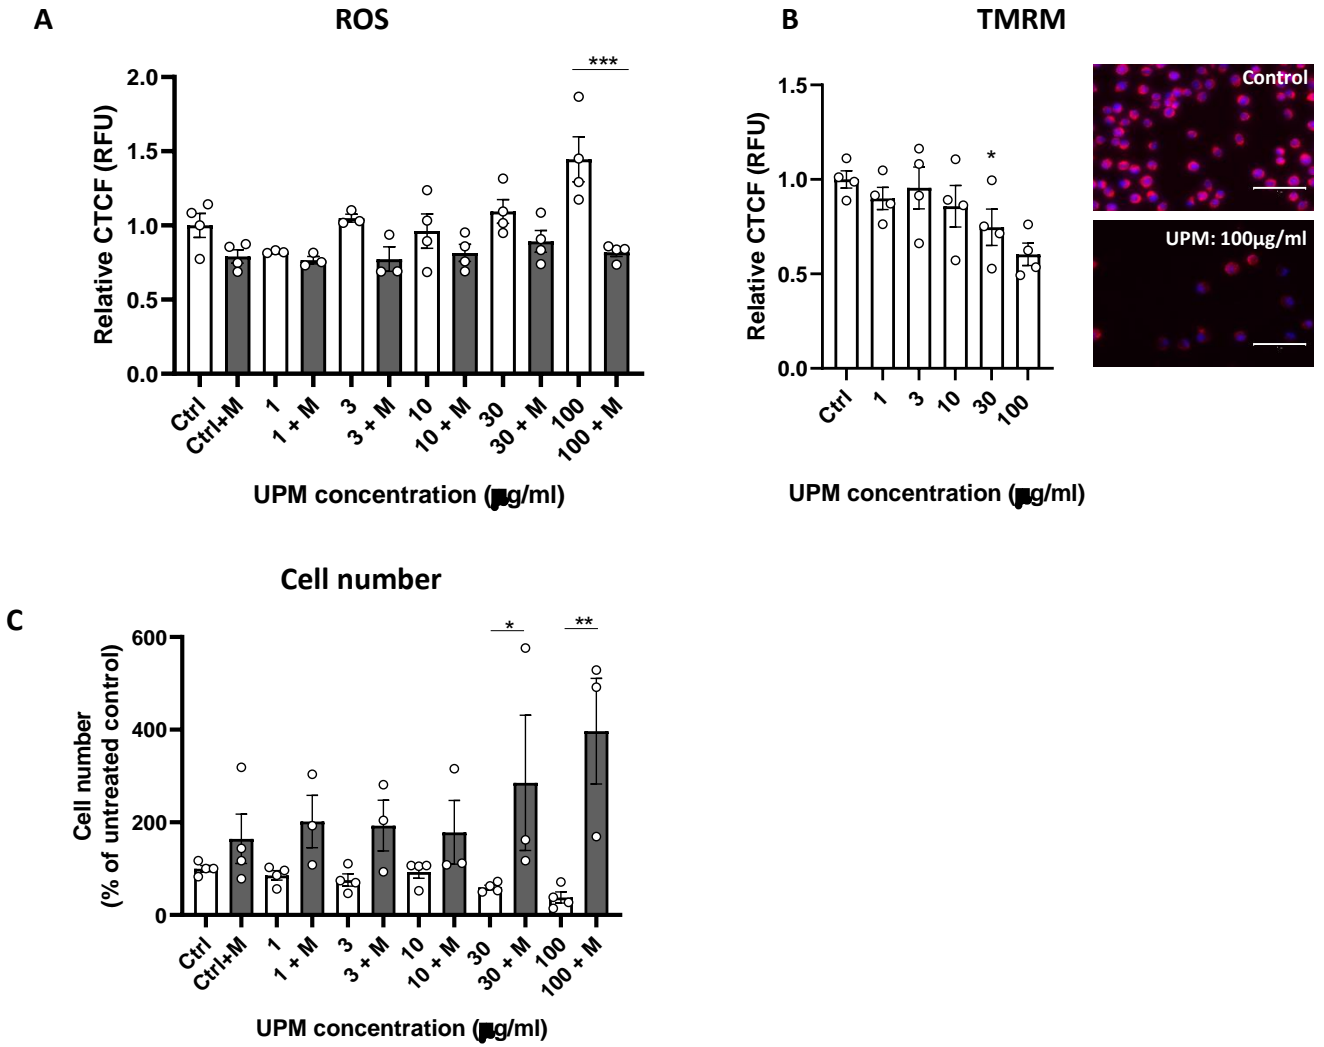 A
ROS
***
2.0
1.5
1.0
0.5
0.0
Relative CTCF (RFU)
Ctrl
Ctrl+M
1
1 + M
3
3 + M
10
10 + M
30
30 + M
100
100 + M
UPM concentration (μg/ml)
B
TMRM
1.5
1.0
0.5
0.0
Relative CTCF (RFU)
*
Ctrl
1
3
10
30
100
UPM concentration (μg/ml)
Control
UPM: 100µg/ml
Cell number
C
600
400
200
0
Cell number
(% of untreated control)
*
**
Ctrl
Ctrl+M
1
1 + M
3
3 + M
10
10 + M
30
30 + M
100
100 + M
UPM concentration (μg/ml)